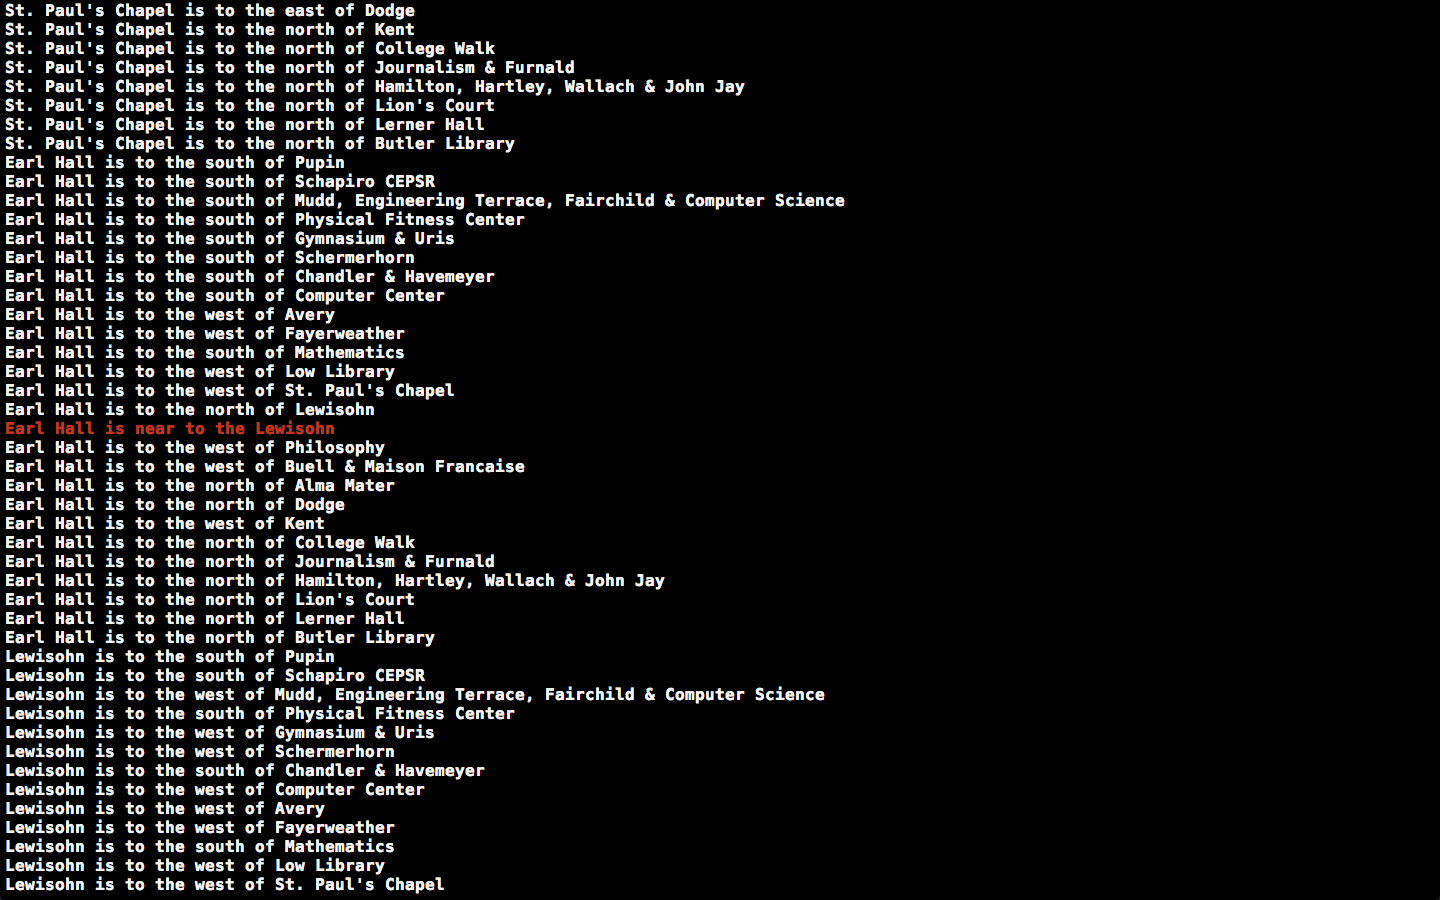 St. Paul's Chapel is to the east of Dodge
St. Paul's Chapel is to the north of Kent
St. Paul's Chapel is to the north of College Walk
St. Paul's Chapel is to the north of Journalism & Furnald
St. Paul's Chapel is to the north of Hamilton, Hartley, Wallach & John Jay
St. Paul's Chapel is to the north of Lion's Court
St. Paul's Chapel is to the north of Lerner Hall
St. Paul's Chapel is to the north of Butler Library
Earl Hall is to the south of Pupin
Earl Hall is to the south of Schapiro CEPSR
Earl Hall is to the south of Mudd, Engineering Terrace, Fairchild & Computer Science
Earl Hall is to the south of Physical Fitness Center
Earl Hall is to the south of Gymnasium & Uris
Earl Hall is to the south of Schermerhorn
Earl Hall is to the south of Chandler & Havemeyer
Earl Hall is to the south of Computer Center
Earl Hall is to the west of Avery
Earl Hall is to the west of Fayerweather
Earl Hall is to the south of Mathematics
Earl Hall is to the west of Low Library
Earl Hall is to the west of St. Paul's Chapel
Earl Hall is to the north of Lewisohn
Earl Hall is near to the Lewisohn
Earl Hall is to the west of Philosophy
Earl Hall is to the west of Buell & Maison Francaise
Earl Hall is to the north of Alma Mater
Earl Hall is to the north of Dodge
Earl Hall is to the west of Kent
Earl Hall is to the north of College Walk
Earl Hall is to the north of Journalism & Furnald
Earl Hall is to the north of Hamilton, Hartley, Wallach & John Jay
Earl Hall is to the north of Lion's Court
Earl Hall is to the north of Lerner Hall
Earl Hall is to the north of Butler Library
Lewisohn is to the south of Pupin
Lewisohn is to the south of Schapiro CEPSR
Lewisohn is to the west of Mudd, Engineering Terrace, Fairchild & Computer Science
Lewisohn is to the south of Physical Fitness Center
Lewisohn is to the west of Gymnasium & Uris
Lewisohn is to the west of Schermerhorn
Lewisohn is to the south of Chandler & Havemeyer
Lewisohn is to the west of Computer Center
Lewisohn is to the west of Avery
Lewisohn is to the west of Fayerweather
Lewisohn is to the south of Mathematics
Lewisohn is to the west of Low Library
Lewisohn is to the west of St. Paul's Chapel